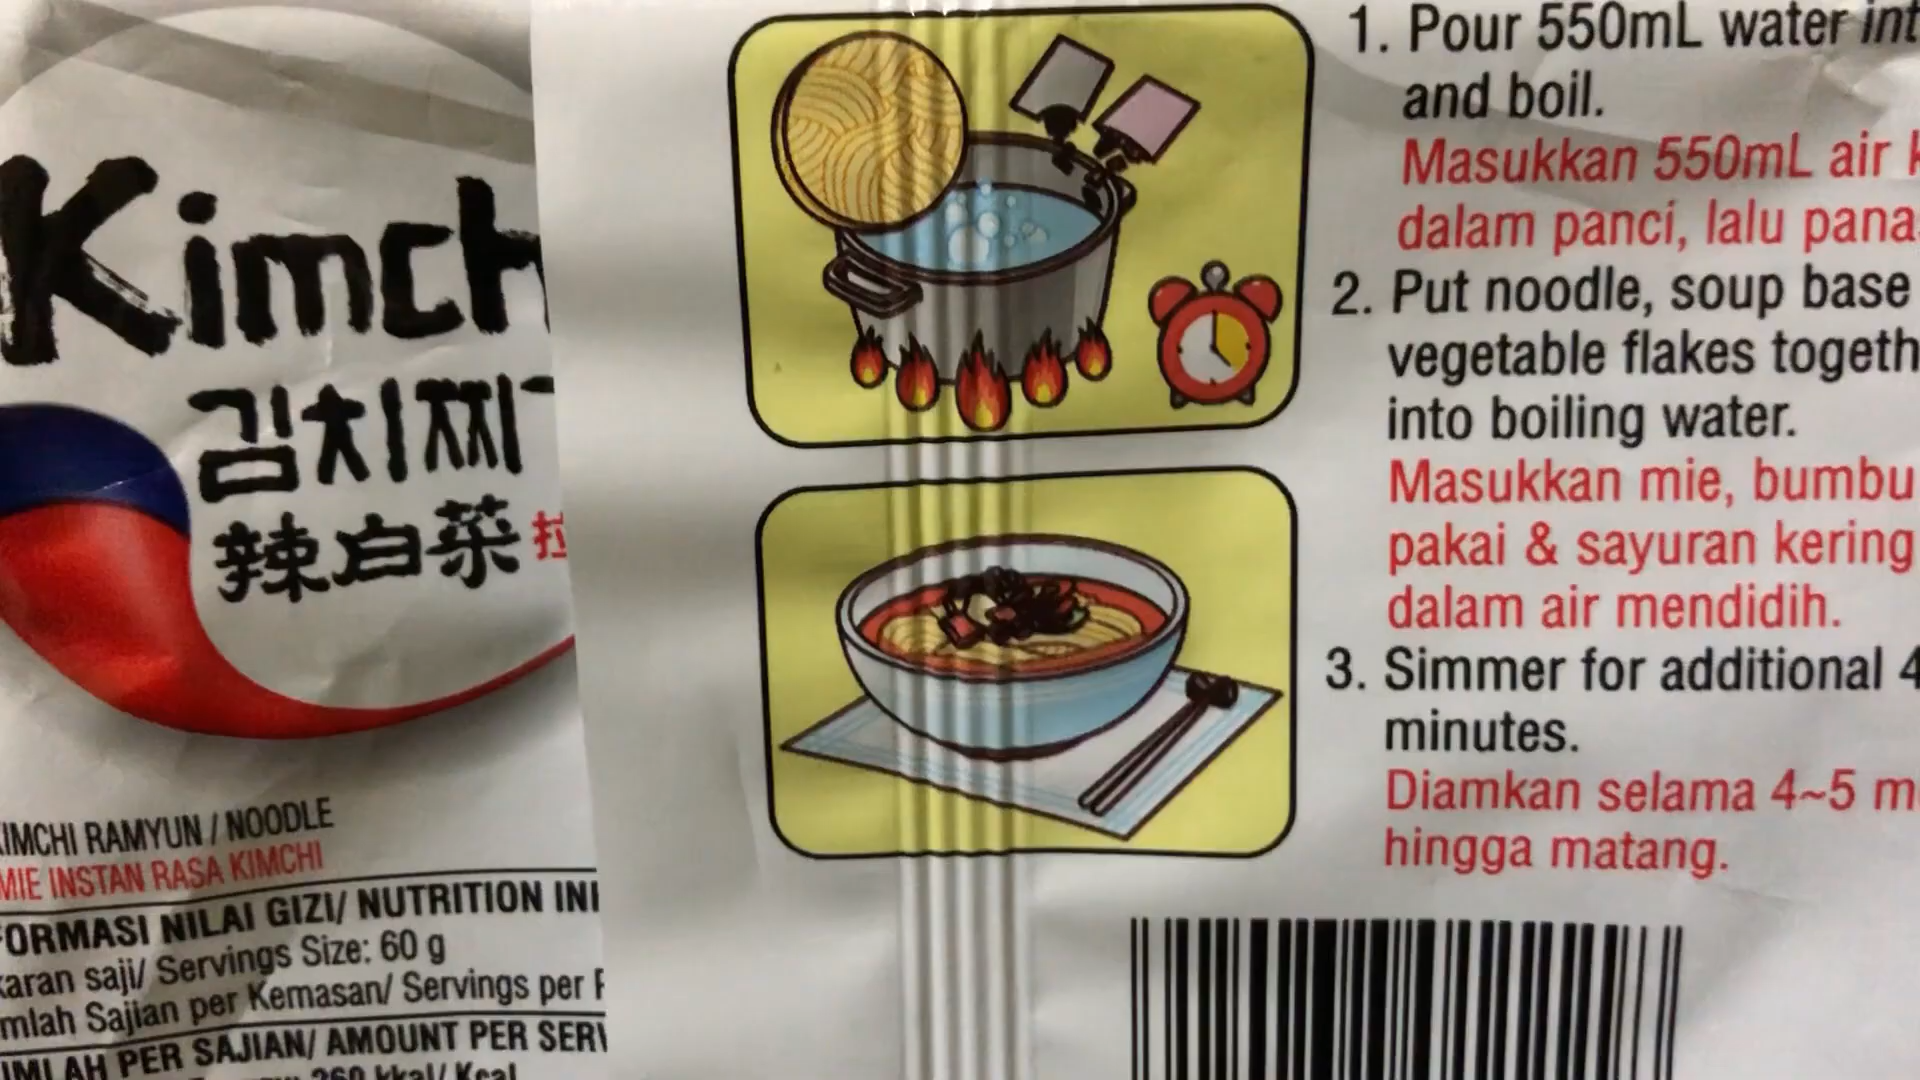 Kimch
김치찌
辣白菜 拉
KIMCHI RAMYUN / NOODLE
MIE INSTAN RASA KIMCHI
FORMASI NILAI GIZI/ NUTRITION IN
karan saji/ Servings Size: 60 g
mlah Sajian per Kemasan/ Servings per P
UMLAH PER SAJIAN/ AMOUNT PER SERV
260 kkal/ Kcal
1. Pour 550mL water int
and boil.
Masukkan 550mL air k
dalam panci, lalu pana
2. Put noodle, soup base
vegetable flakes togeth
into boiling water.
Masukkan mie, bumbu
pakai & sayuran kering
dalam air mendidih.
3. Simmer for additional 4
minutes.
Diamkan selama 4~5 m
hingga matang.